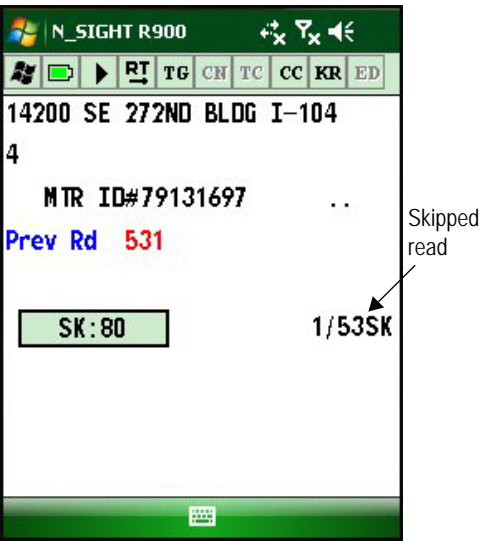 N_SIGHT R900
RT TG CN TC CC KR ED
14200 SE 272ND BLDG I-104
4
MTR ID#79131697 ..
Prev Rd 531
Skipped
read
SK:80 1/53SK